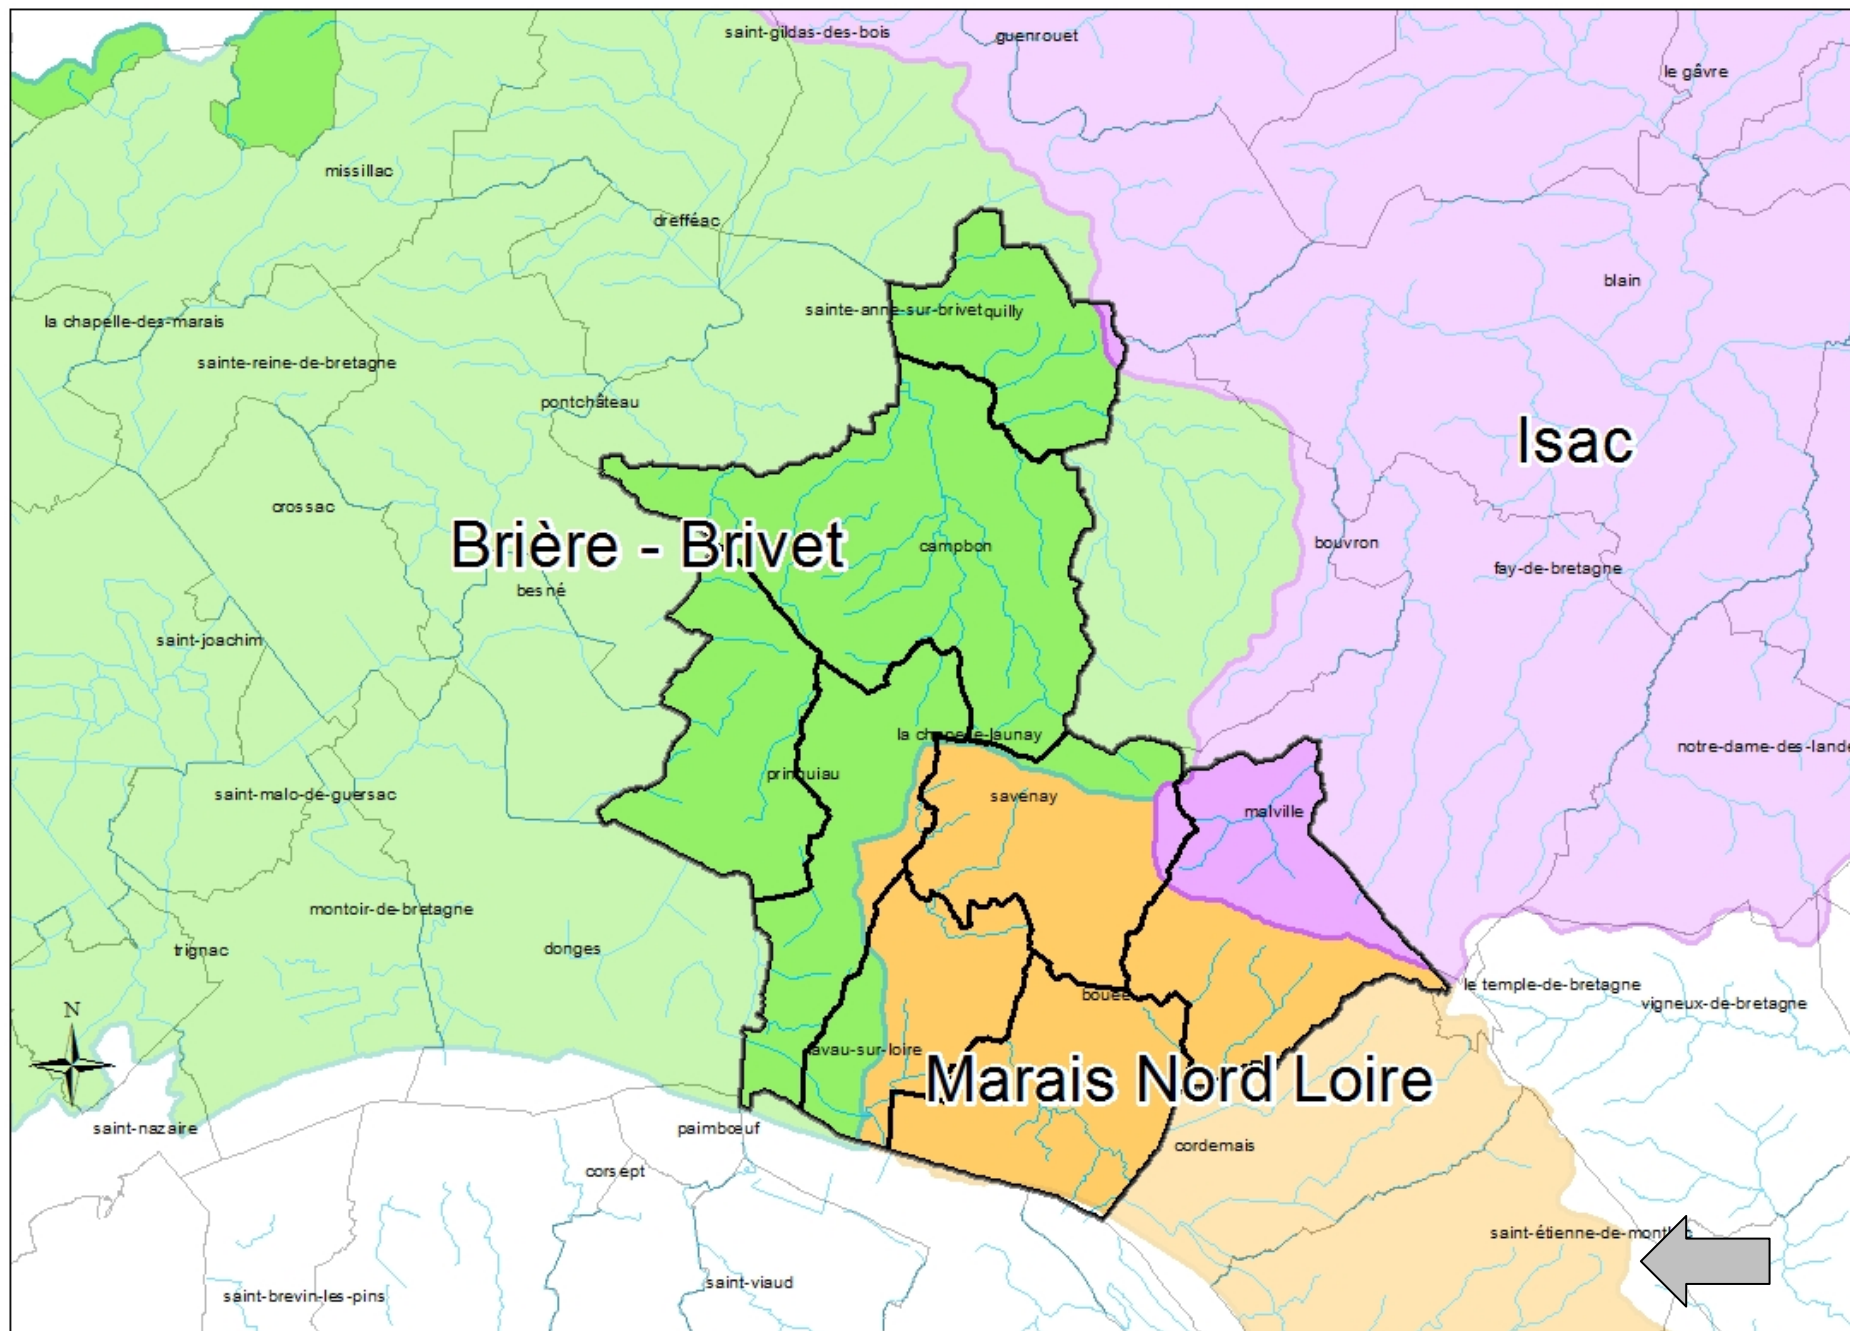 saint-gildas-des-bois
guenrouet
le gâvre
missillac
drefféac
blain
sainte-anne-sur-brivet
quilly
la chapelle-des-marais
sainte-reine-de-bretagne
pontchâteau
Isac
crossac
Brière - Brivet
campbon
bouvron
fay-de-bretagne
besné
saint-joachim
la chapelle-launay
notre-dame-des-lande
prinquiau
saint-malo-de-guersac
savenay
malville
montoir-de-bretagne
trignac
donges
le temple-de-bretagne
bouée
vigneux-de-bretagne
N
lavau-sur-loire
Marais Nord Loire
saint-nazaire
paimbœuf
cordemais
corsept
saint-étienne-de-montluc
saint-viaud
saint-brevin-les-pins